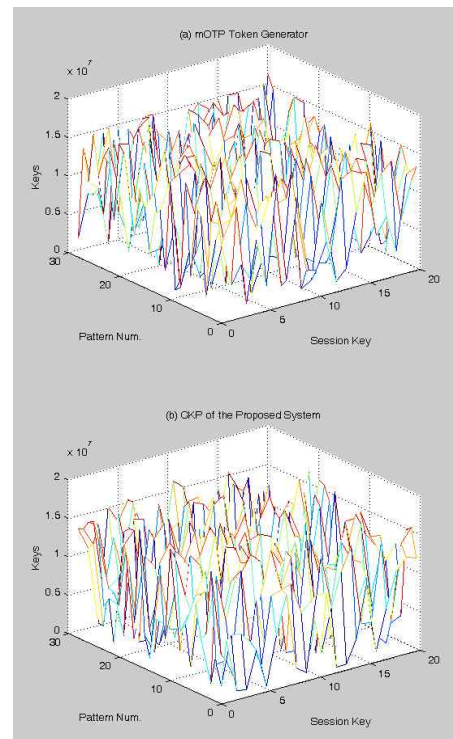 (a) mOTP Token Generator
x 10^7
2
1.5
1
0.5
0
Keys
30
20
10
0
Pattern Num.
0
5
10
15
20
Session Key
(b) GKP of the Proposed System
x 10^7
2
1.5
1
0.5
0
Keys
30
20
10
0
Pattern Num.
0
5
10
15
20
Session Key